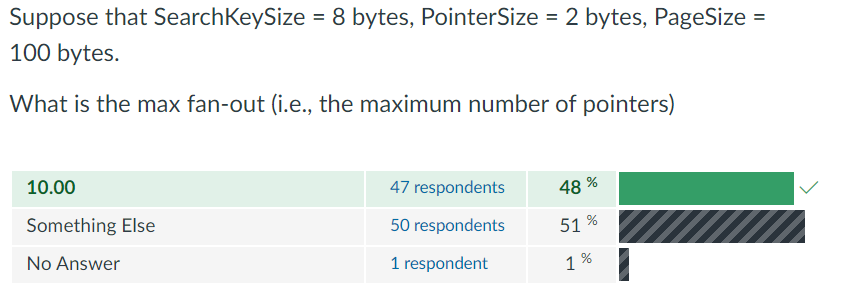 Suppose that SearchKeySize = 8 bytes, PointerSize = 2 bytes, PageSize =
100 bytes.
What is the max fan-out (i.e., the maximum number of pointers)
10.00 47 respondents 48 %
Something Else 50 respondents 51 %
No Answer 1 respondent 1 %